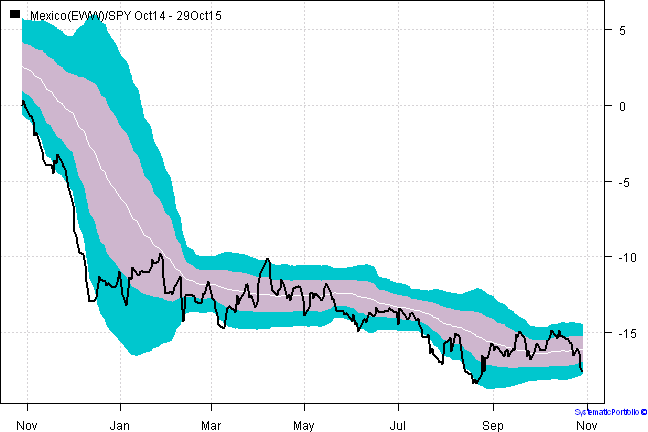 Mexico(EWW)/SPY Oct14 - 29Oct15
5
0
-5
-10
-15
Nov Jan Mar May Jul Sep Nov
SystematicPortfolio ©